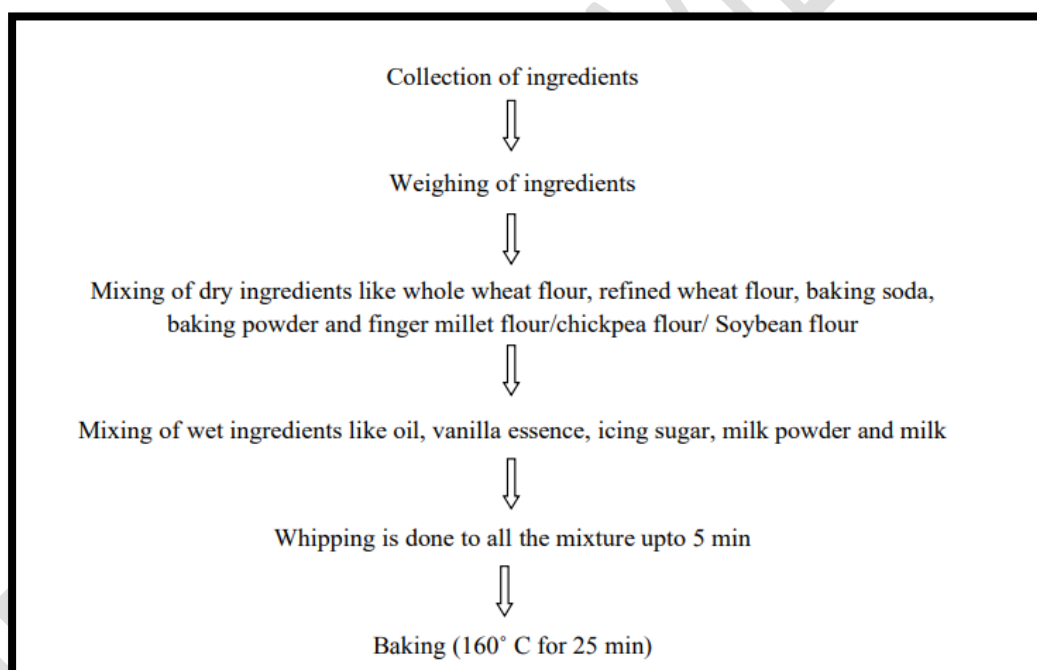 Collection of ingredients
Weighing of ingredients
Mixing of dry ingredients like whole wheat flour, refined wheat flour, baking soda,
baking powder and finger millet flour/chickpea flour/ Soybean flour
Mixing of wet ingredients like oil, vanilla essence, icing sugar, milk powder and milk
Whipping is done to all the mixture upto 5 min
Baking (160˚ C for 25 min)